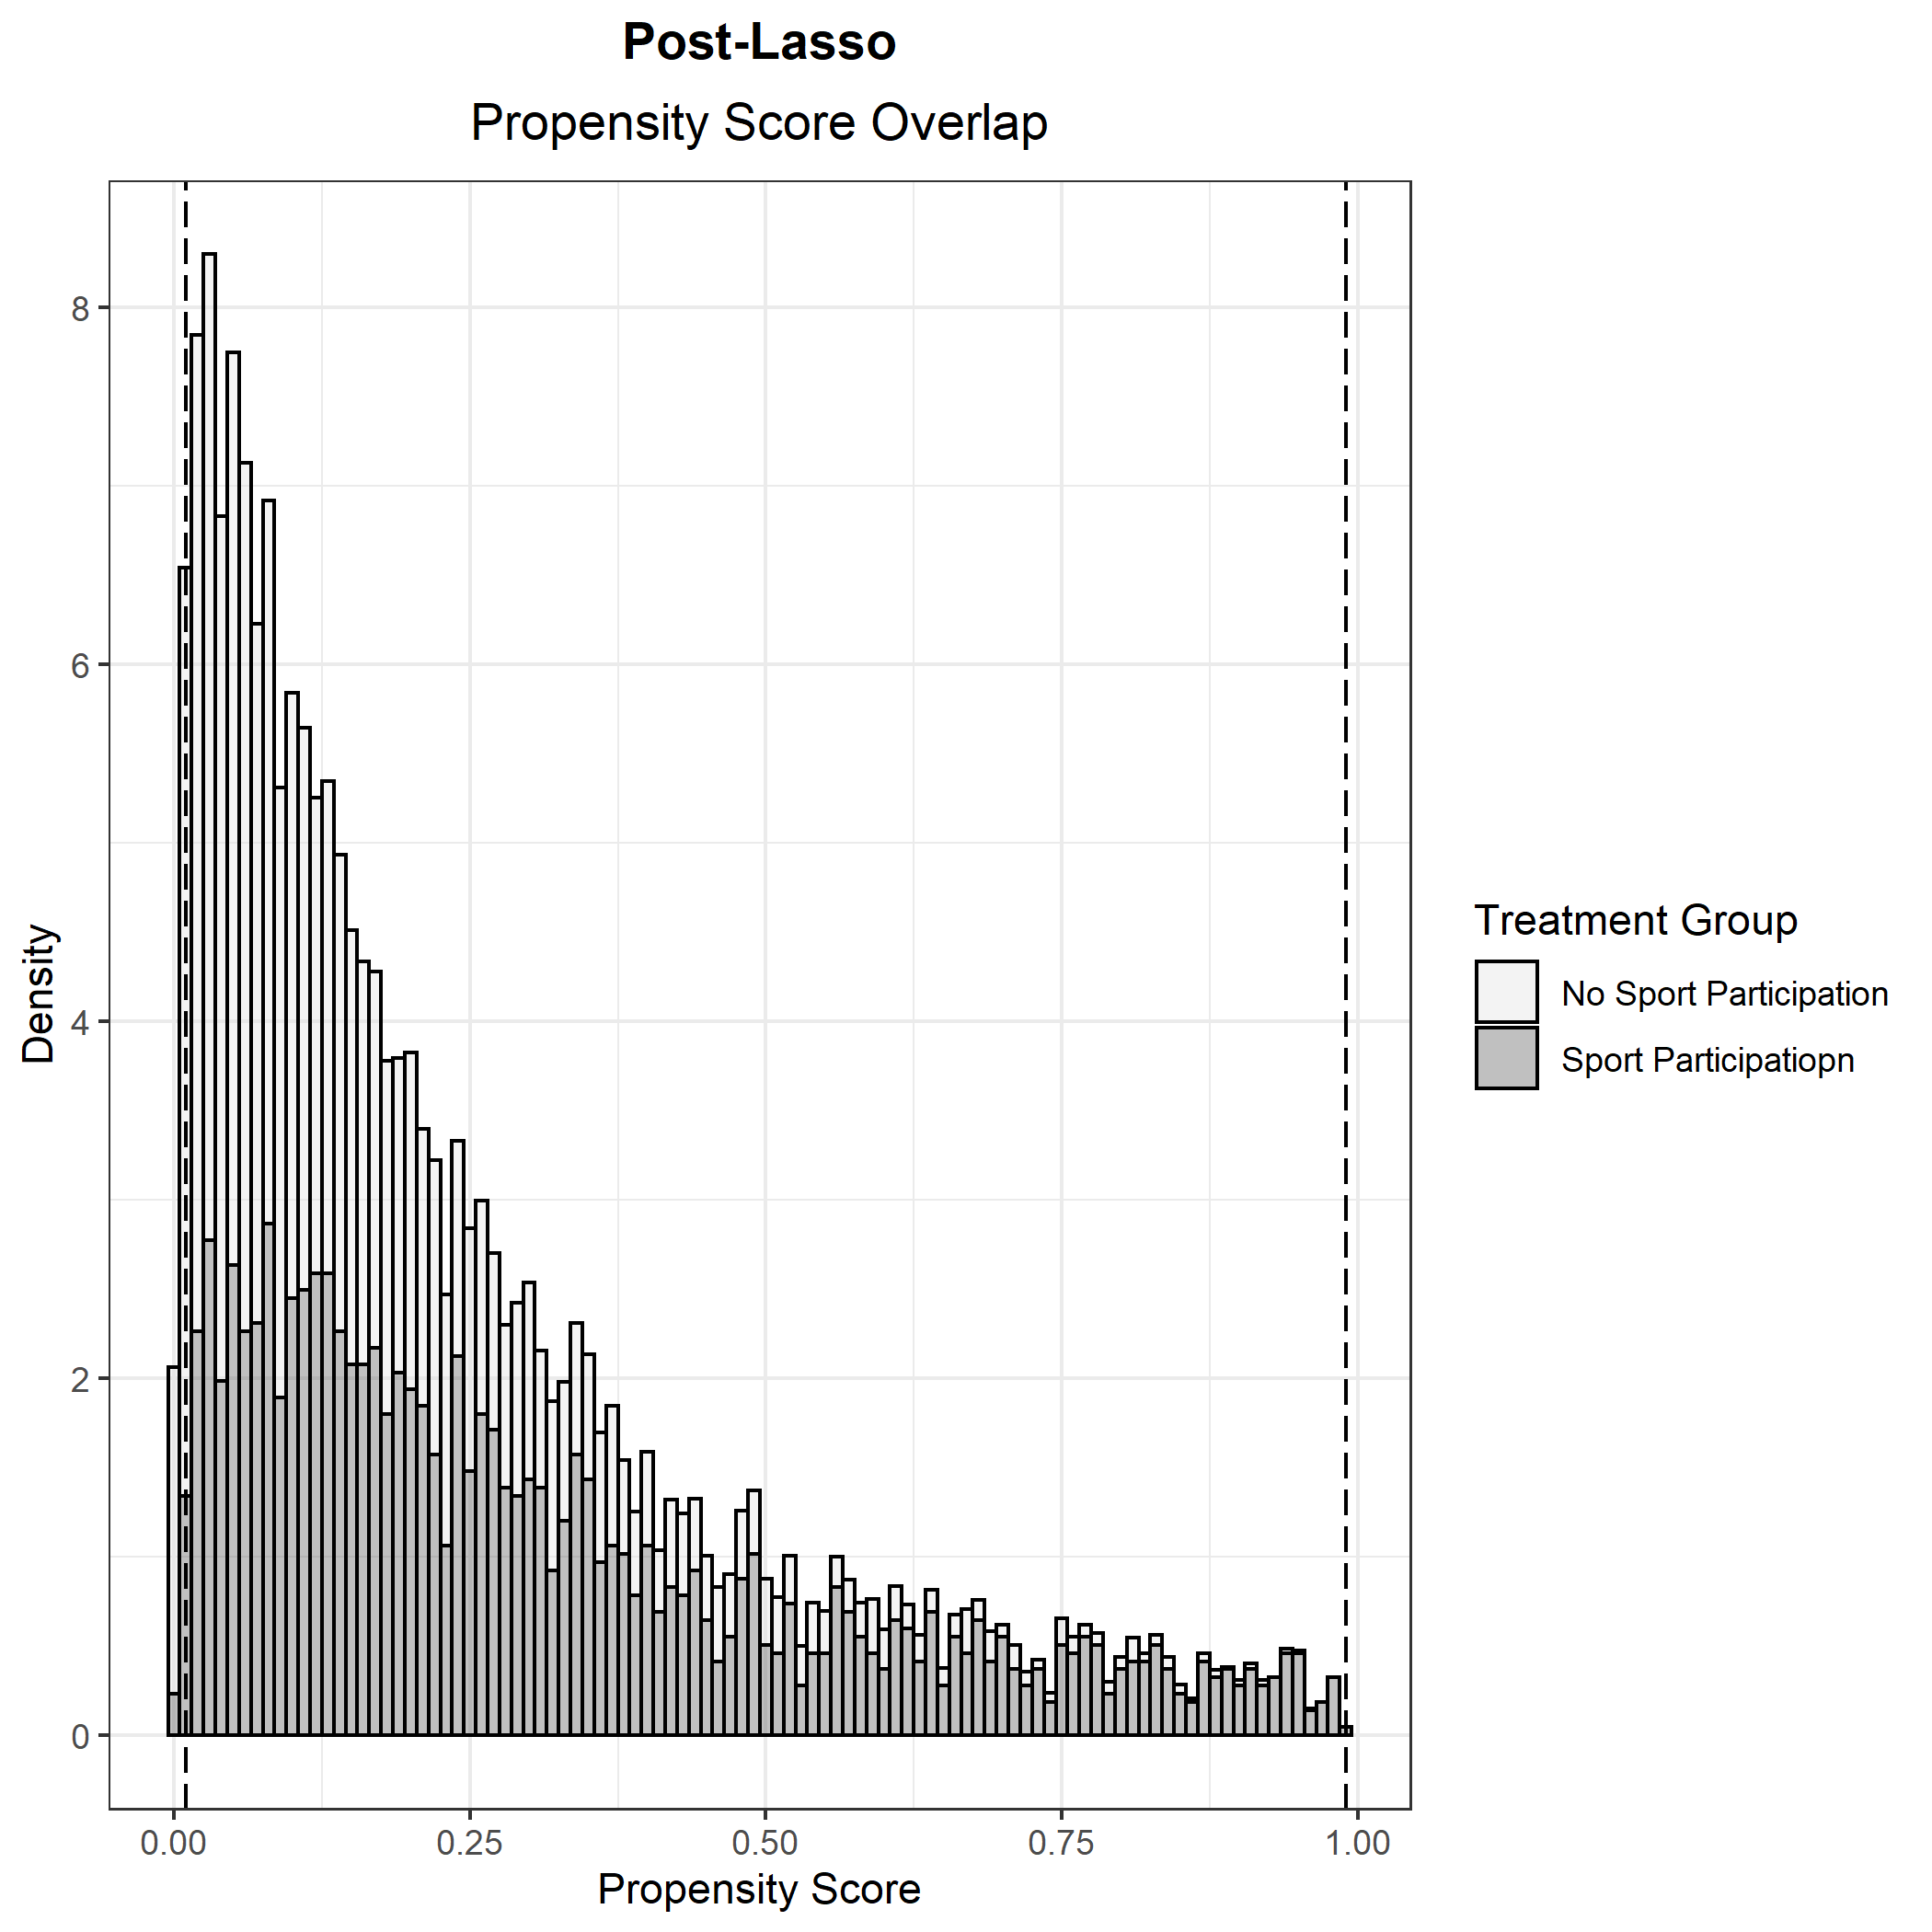 Post-Lasso
Propensity Score Overlap
8
6
4
2
0
Density
0.00 0.25 0.50 0.75 1.00
Propensity Score
Treatment Group
No Sport Participation
Sport Participatiopn